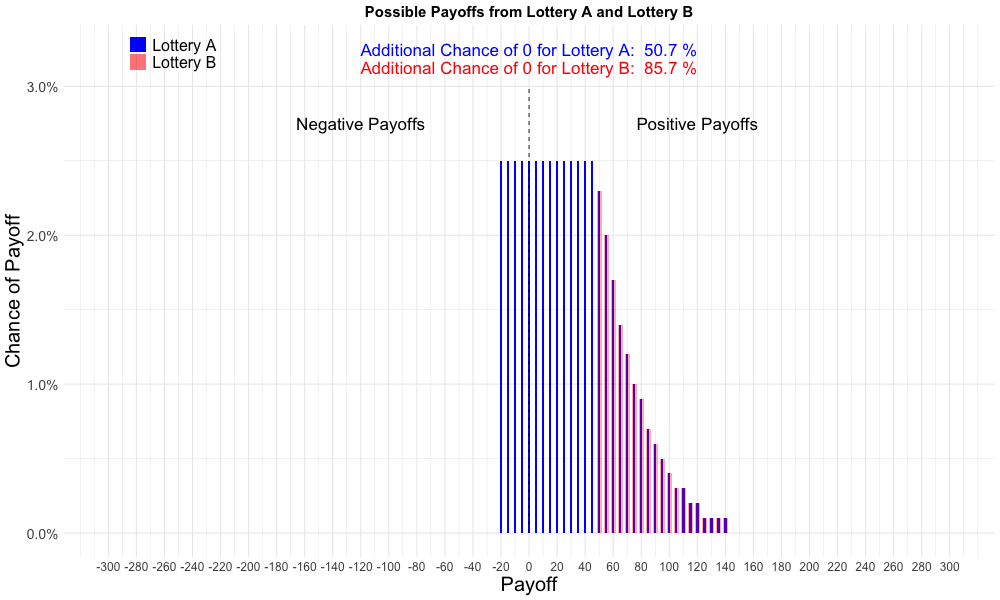 Possible Payoffs from Lottery A and Lottery B
Lottery A
Lottery B
Additional Chance of 0 for Lottery A:  50.7 %
Additional Chance of 0 for Lottery B:  85.7 %
Negative Payoffs
Positive Payoffs
Chance of Payoff
3.0%
2.0%
1.0%
0.0%
-300 -280 -260 -240 -220 -200 -180 -160 -140 -120 -100 -80 -60 -40 -20 0 20 40 60 80 100 120 140 160 180 200 220 240 260 280 300
Payoff